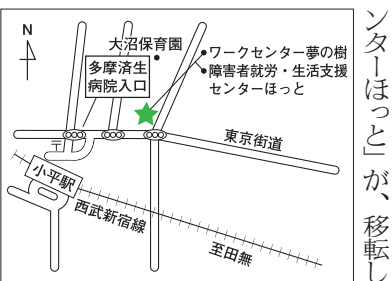 ンターほっと」が、移転し
N
大沼保育園
多摩済生
病院入口
•ワークセンター夢の樹
•障害者就労・生活支援
センターほっと
〒
東京街道
小平駅
西武新宿線
至田無